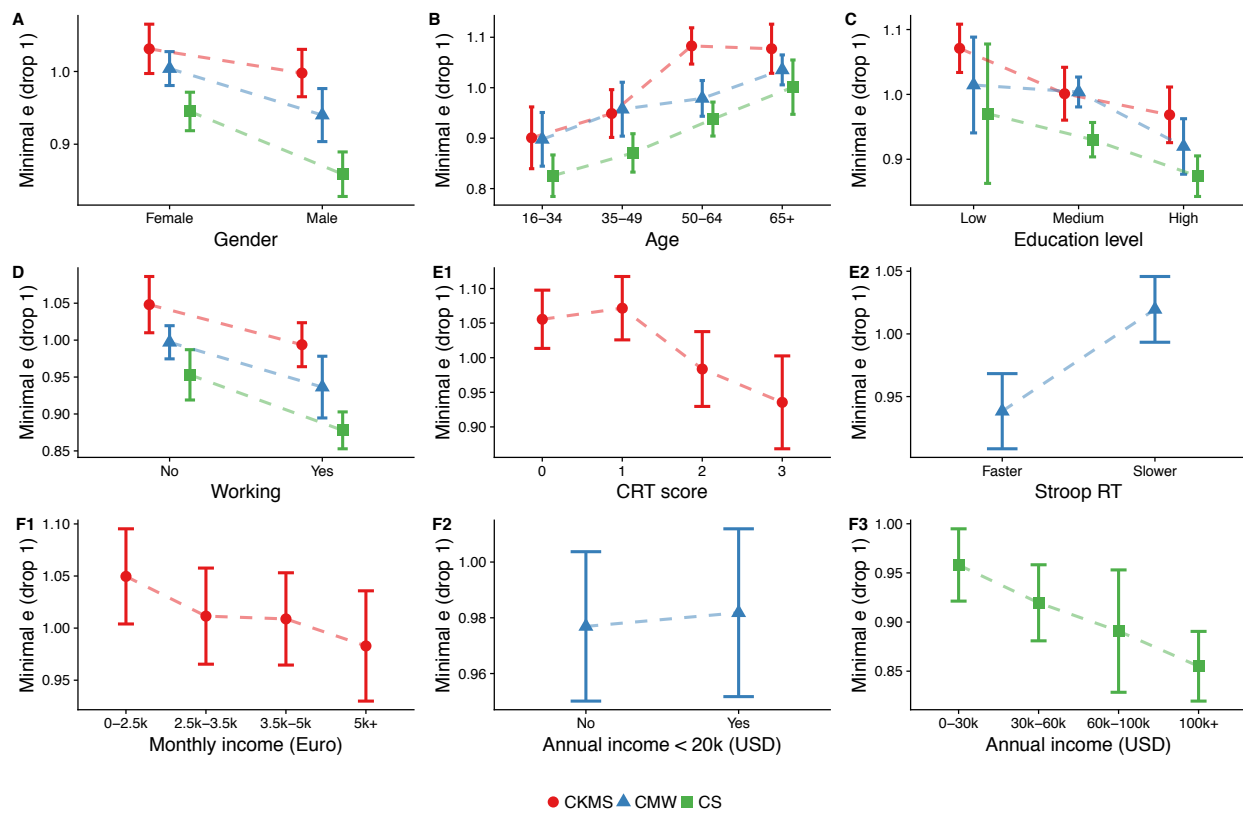 A
Minimal e (drop 1)
1.0
0.9
Female
Male
Gender
B
Minimal e (drop 1)
1.1
1.0
0.9
0.8
16–34
35–49
50–64
65+
Age
C
Minimal e (drop 1)
1.1
1.0
0.9
Low
Medium
High
Education level
D
Minimal e (drop 1)
1.05
1.00
0.95
0.90
0.85
No
Yes
Working
E1
Minimal e (drop 1)
1.10
1.05
1.00
0.95
0.90
0
1
2
3
CRT score
E2
Minimal e (drop 1)
1.05
1.00
0.95
Faster
Slower
Stroop RT
F1
Minimal e (drop 1)
1.10
1.05
1.00
0.95
0–2.5k
2.5k–3.5k
3.5k–5k
5k+
Monthly income (Euro)
F2
Minimal e (drop 1)
1.00
0.98
0.96
No
Yes
Annual income < 20k (USD)
F3
Minimal e (drop 1)
1.00
0.95
0.90
0.85
0–30k
30k–60k
60k–100k
100k+
Annual income (USD)
CKMS CMW CS